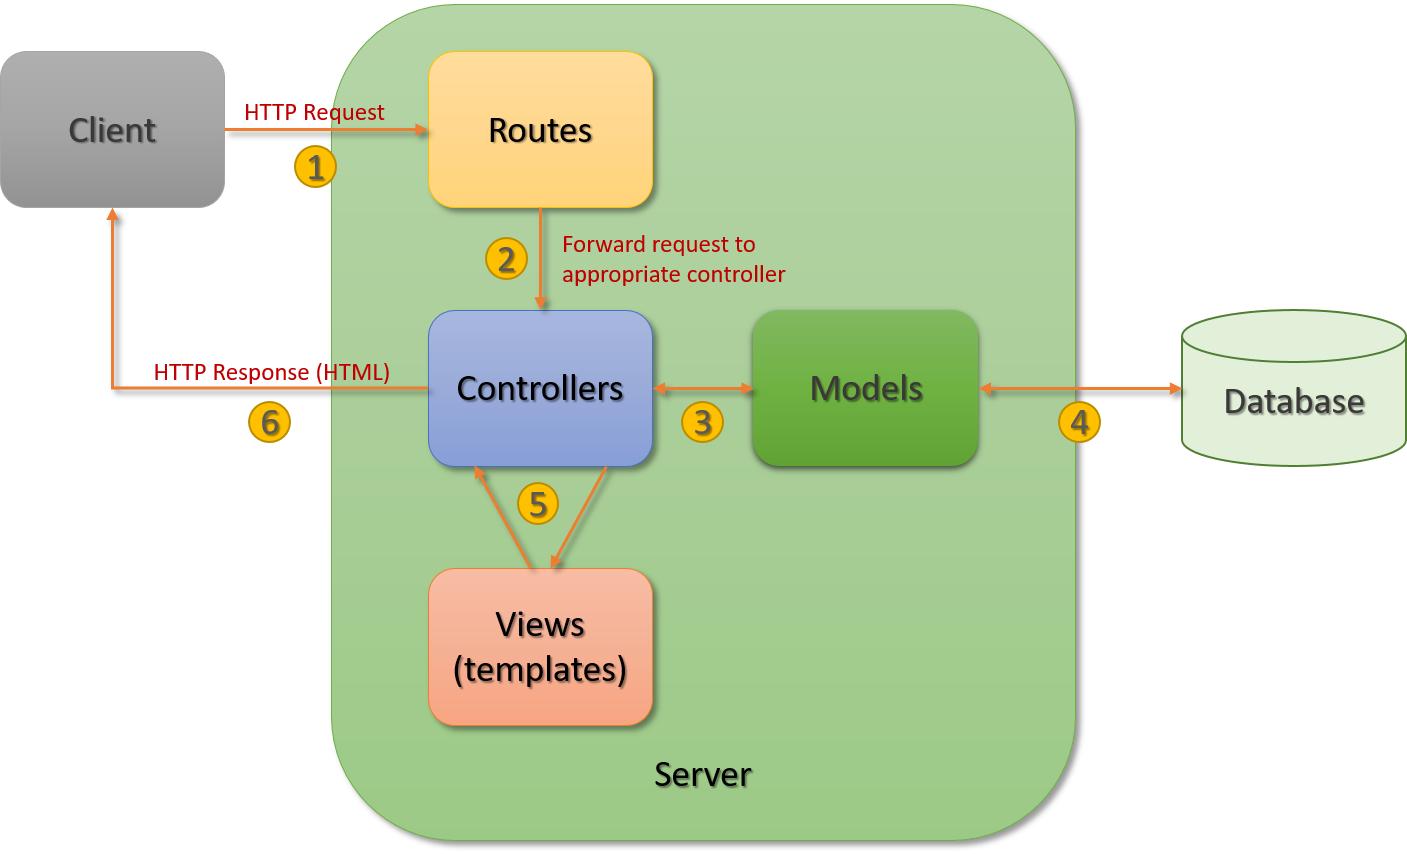 Client
HTTP Request
1
Routes
2
Forward request to
appropriate controller
HTTP Response (HTML)
6
Controllers
3
Models
4
Database
5
Views
(templates)
Server